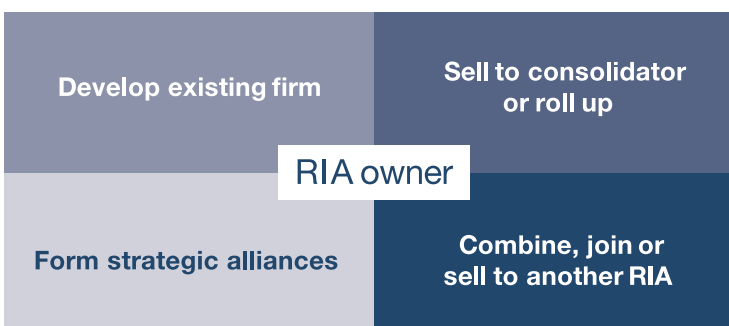 Develop existing firm
Sell to consolidator
or roll up
RIA owner
Form strategic alliances
Combine, join or
sell to another RIA